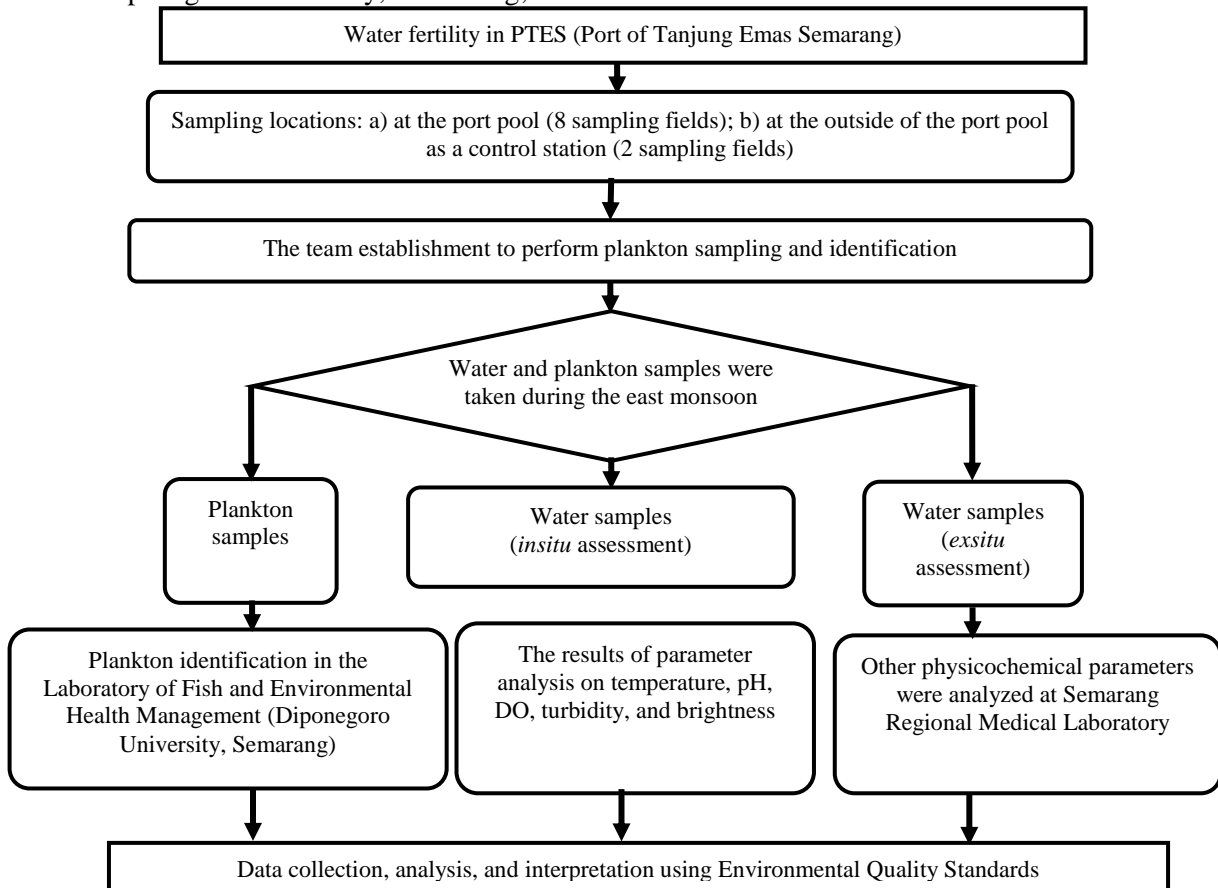 Water fertility in PTES (Port of Tanjung Emas Semarang)
Sampling locations: a) at the port pool (8 sampling fields); b) at the outside of the port pool
as a control station (2 sampling fields)
The team establishment to perform plankton sampling and identification
Water and plankton samples were
taken during the east monsoon
Plankton
samples
Water samples
(insitu assessment)
Water samples
(exsitu
assessment)
Plankton identification in the
Laboratory of Fish and Environmental
Health Management (Diponegoro
University, Semarang)
The results of parameter
analysis on temperature, pH,
DO, turbidity, and brightness
Other physicochemical parameters
were analyzed at Semarang
Regional Medical Laboratory
Data collection, analysis, and interpretation using Environmental Quality Standards